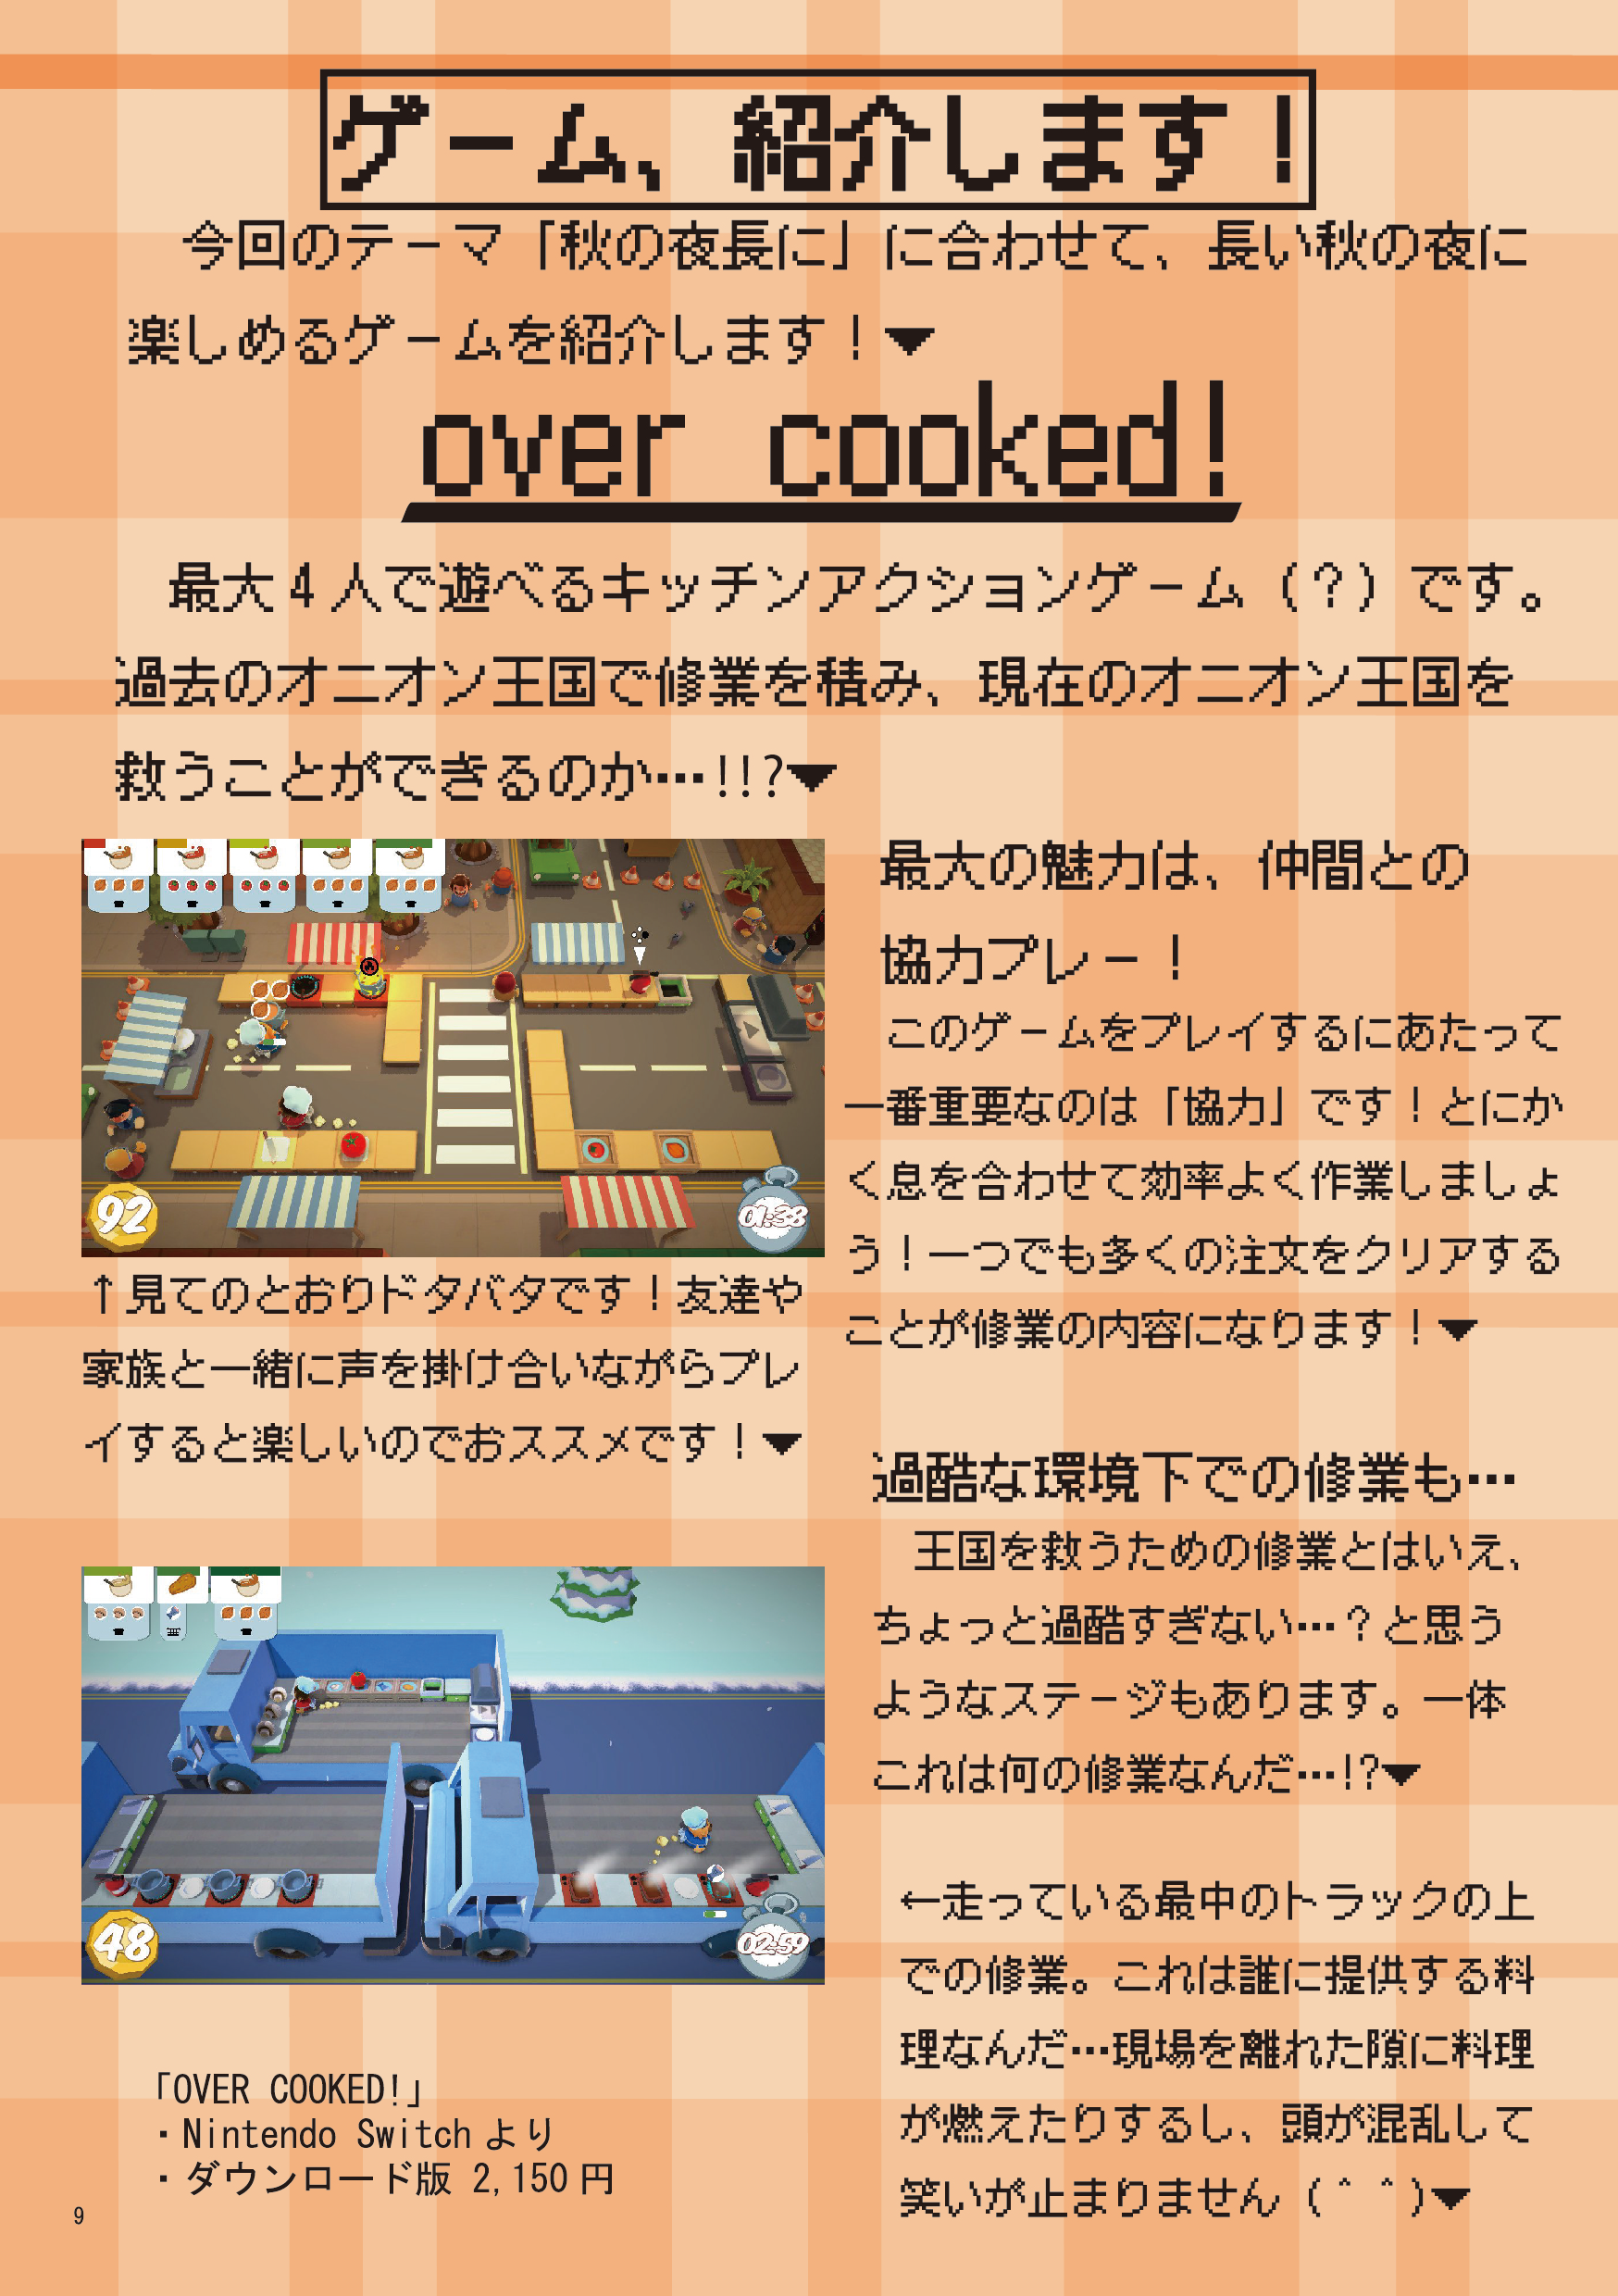 ゲーム、紹介します！
今回のテーマ「秋の夜長に」に合わせて、長い秋の夜に
楽しめるゲームを紹介します！▼
over cooked!
最大4人で遊べるキッチンアクションゲーム（？）です。
過去のオニオン王国で修業を積み、現在のオニオン王国を
救うことができるのか…!!?▼
92
01:38
↑見てのとおりドタバタです！友達や
家族と一緒に声を掛け合いながらプレ
イすると楽しいのでおススメです！▼
最大の魅力は、仲間との
協力プレー！
このゲームをプレイするにあたって
一番重要なのは「協力」です！とにか
く息を合わせて効率よく作業しましょ
う！一つでも多くの注文をクリアする
ことが修業の内容になります！▼
過酷な環境下での修業も…
王国を救うための修業とはいえ、
ちょっと過酷すぎない…？と思う
ようなステージもあります。一体
これは何の修業なんだ…!?▼
48
02:59
←走っている最中のトラックの上
での修業。これは誰に提供する料
理なんだ…現場を離れた隙に料理
が燃えたりするし、頭が混乱して
笑いが止まりません（＾＾）▼
「OVER COOKED!」
・Nintendo Switchより
・ダウンロード版 2,150円
9